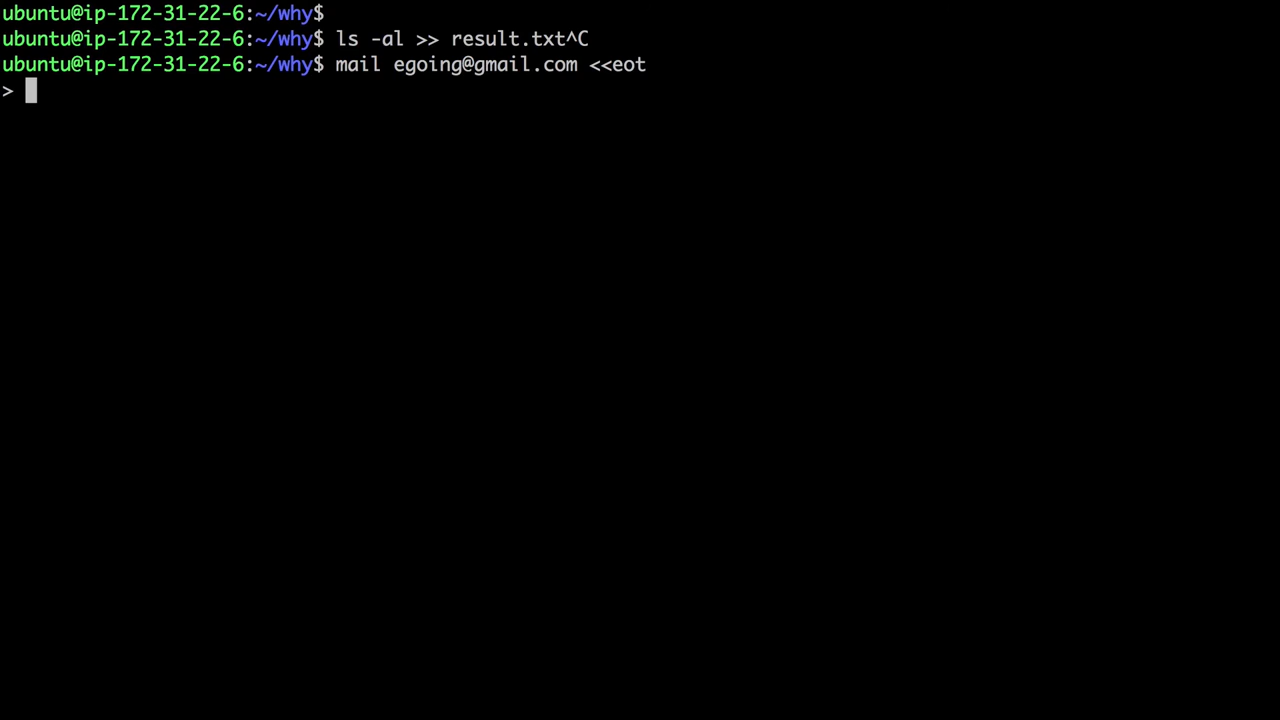 ubuntu@ip-172-31-22-6:~/why$
ubuntu@ip-172-31-22-6:~/why$ ls -al >> result.txt^C
ubuntu@ip-172-31-22-6:~/why$ mail egoing@gmail.com <<eot
>